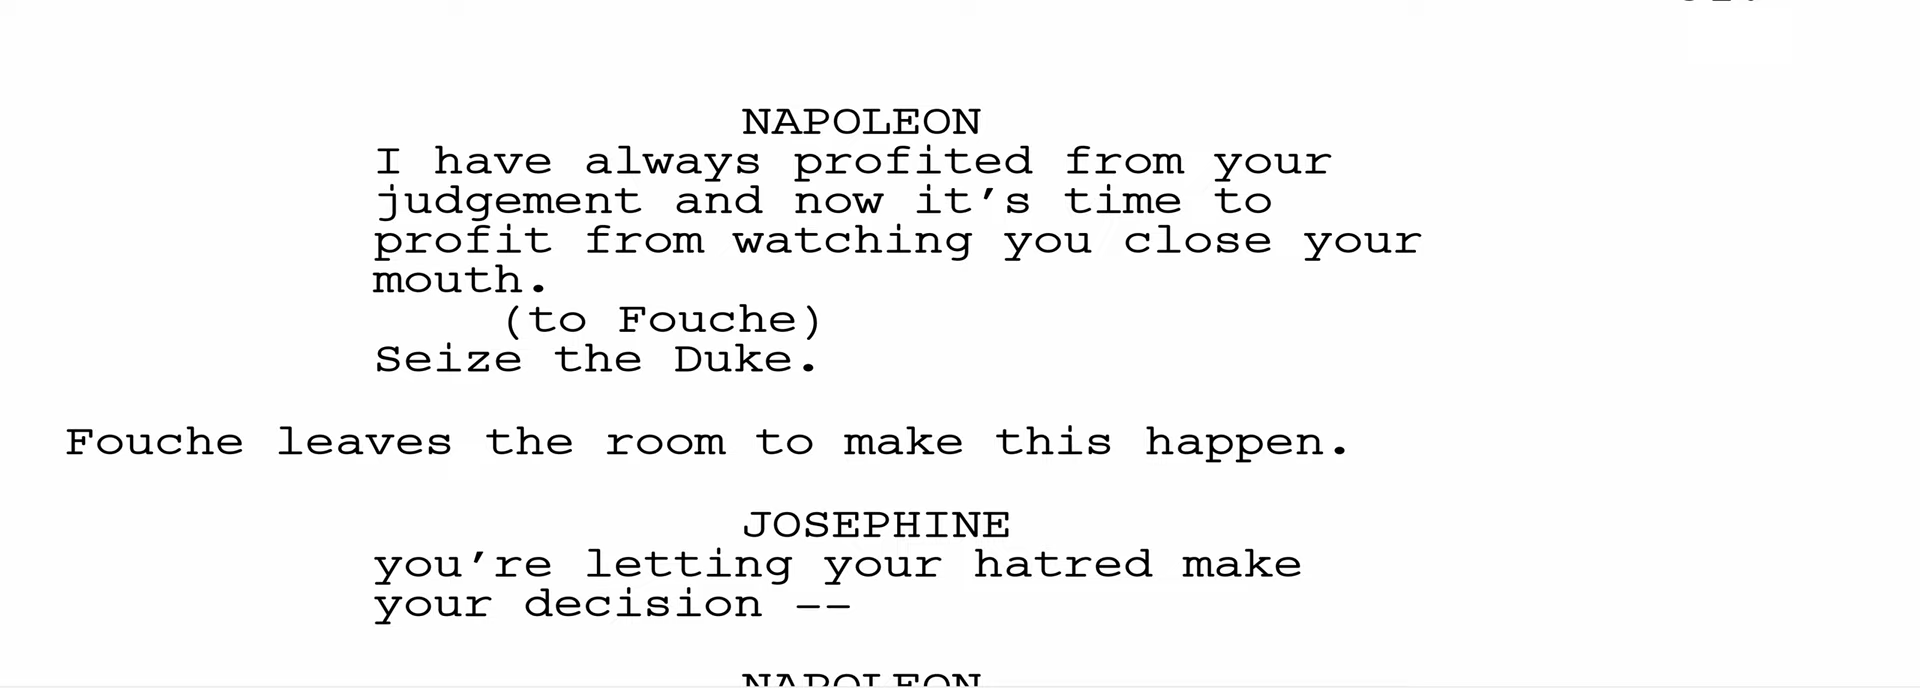 NAPOLEON
I have always profited from your
judgement and now it’s time to
profit from watching you close your
mouth.
(to Fouche)
Seize the Duke.
Fouche leaves the room to make this happen.
JOSEPHINE
you’re letting your hatred make
your decision --
NAPOLEON